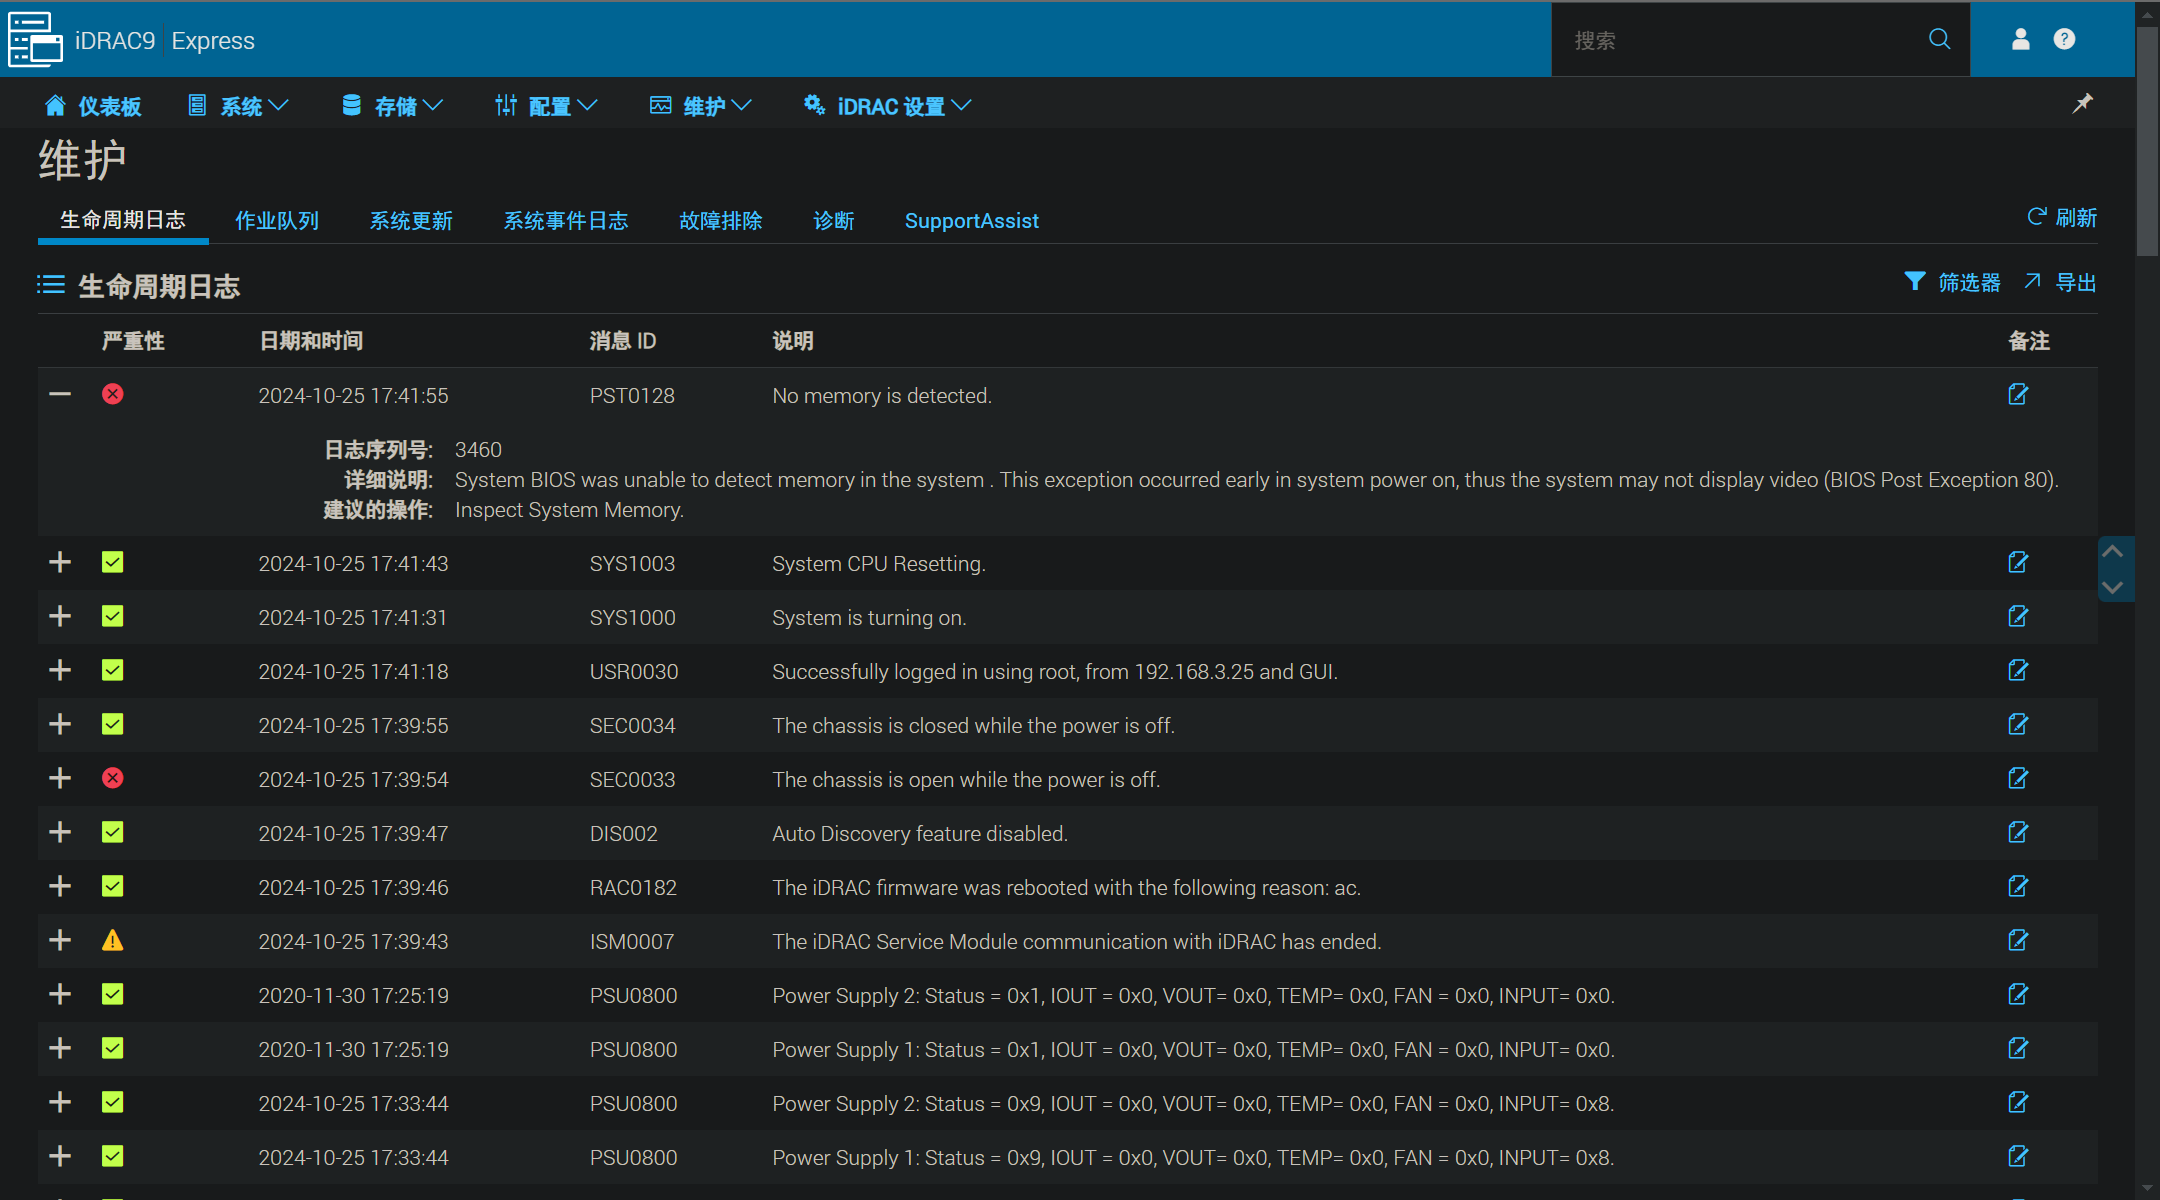 iDRAC9 Express
搜索
仪表板 系统 存储 配置 维护 iDRAC 设置
维护
生命周期日志 作业队列 系统更新 系统事件日志 故障排除 诊断 SupportAssist 刷新
生命周期日志 筛选器 导出
严重性 日期和时间 消息 ID 说明 备注
2024-10-25 17:41:55 PST0128 No memory is detected.
日志序列号: 3460
详细说明: System BIOS was unable to detect memory in the system . This exception occurred early in system power on, thus the system may not display video (BIOS Post Exception 80).
建议的操作: Inspect System Memory.
2024-10-25 17:41:43 SYS1003 System CPU Resetting.
2024-10-25 17:41:31 SYS1000 System is turning on.
2024-10-25 17:41:18 USR0030 Successfully logged in using root, from 192.168.3.25 and GUI.
2024-10-25 17:39:55 SEC0034 The chassis is closed while the power is off.
2024-10-25 17:39:54 SEC0033 The chassis is open while the power is off.
2024-10-25 17:39:47 DIS002 Auto Discovery feature disabled.
2024-10-25 17:39:46 RAC0182 The iDRAC firmware was rebooted with the following reason: ac.
2024-10-25 17:39:43 ISM0007 The iDRAC Service Module communication with iDRAC has ended.
2020-11-30 17:25:19 PSU0800 Power Supply 2: Status = 0x1, IOUT = 0x0, VOUT= 0x0, TEMP= 0x0, FAN = 0x0, INPUT= 0x0.
2020-11-30 17:25:19 PSU0800 Power Supply 1: Status = 0x1, IOUT = 0x0, VOUT= 0x0, TEMP= 0x0, FAN = 0x0, INPUT= 0x0.
2024-10-25 17:33:44 PSU0800 Power Supply 2: Status = 0x9, IOUT = 0x0, VOUT= 0x0, TEMP= 0x0, FAN = 0x0, INPUT= 0x8.
2024-10-25 17:33:44 PSU0800 Power Supply 1: Status = 0x9, IOUT = 0x0, VOUT= 0x0, TEMP= 0x0, FAN = 0x0, INPUT= 0x8.